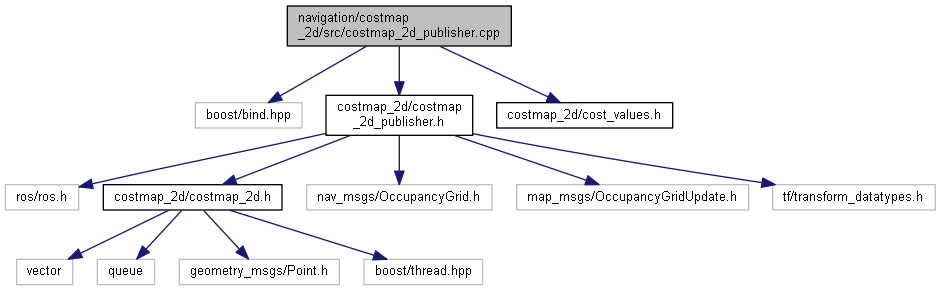 navigation/costmap
_2d/src/costmap_2d_publisher.cpp
boost/bind.hpp
costmap_2d/costmap
_2d_publisher.h
costmap_2d/cost_values.h
ros/ros.h
costmap_2d/costmap_2d.h
nav_msgs/OccupancyGrid.h
map_msgs/OccupancyGridUpdate.h
tf/transform_datatypes.h
vector
queue
geometry_msgs/Point.h
boost/thread.hpp